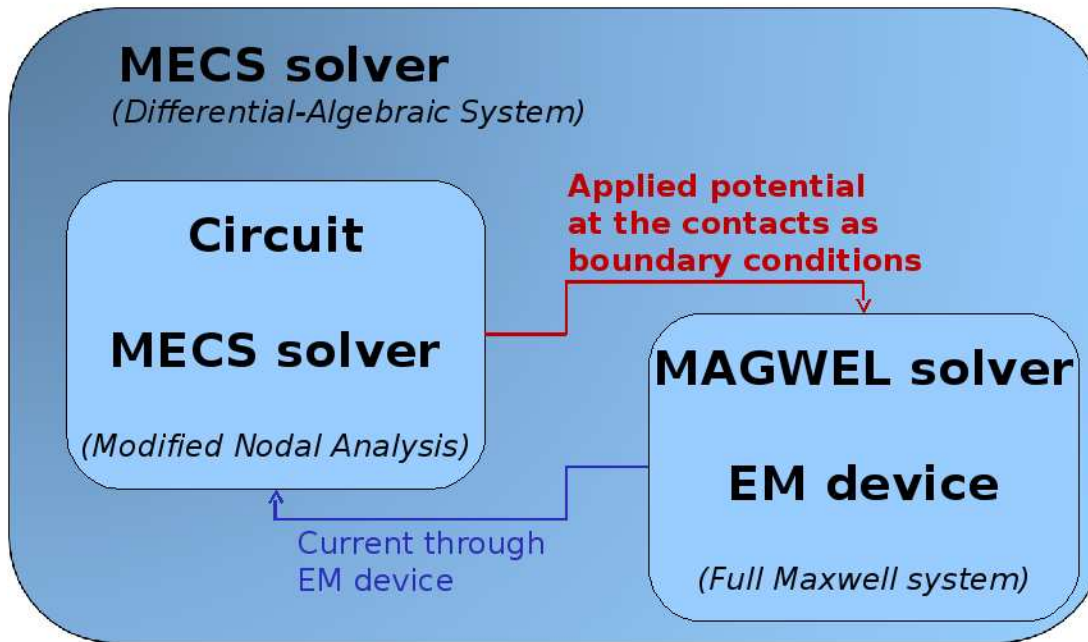 MECS solver
(Differential-Algebraic System)
Circuit
MECS solver
(Modified Nodal Analysis)
Applied potential
at the contacts as
boundary conditions
MAGWEL solver
EM device
(Full Maxwell system)
Current through
EM device